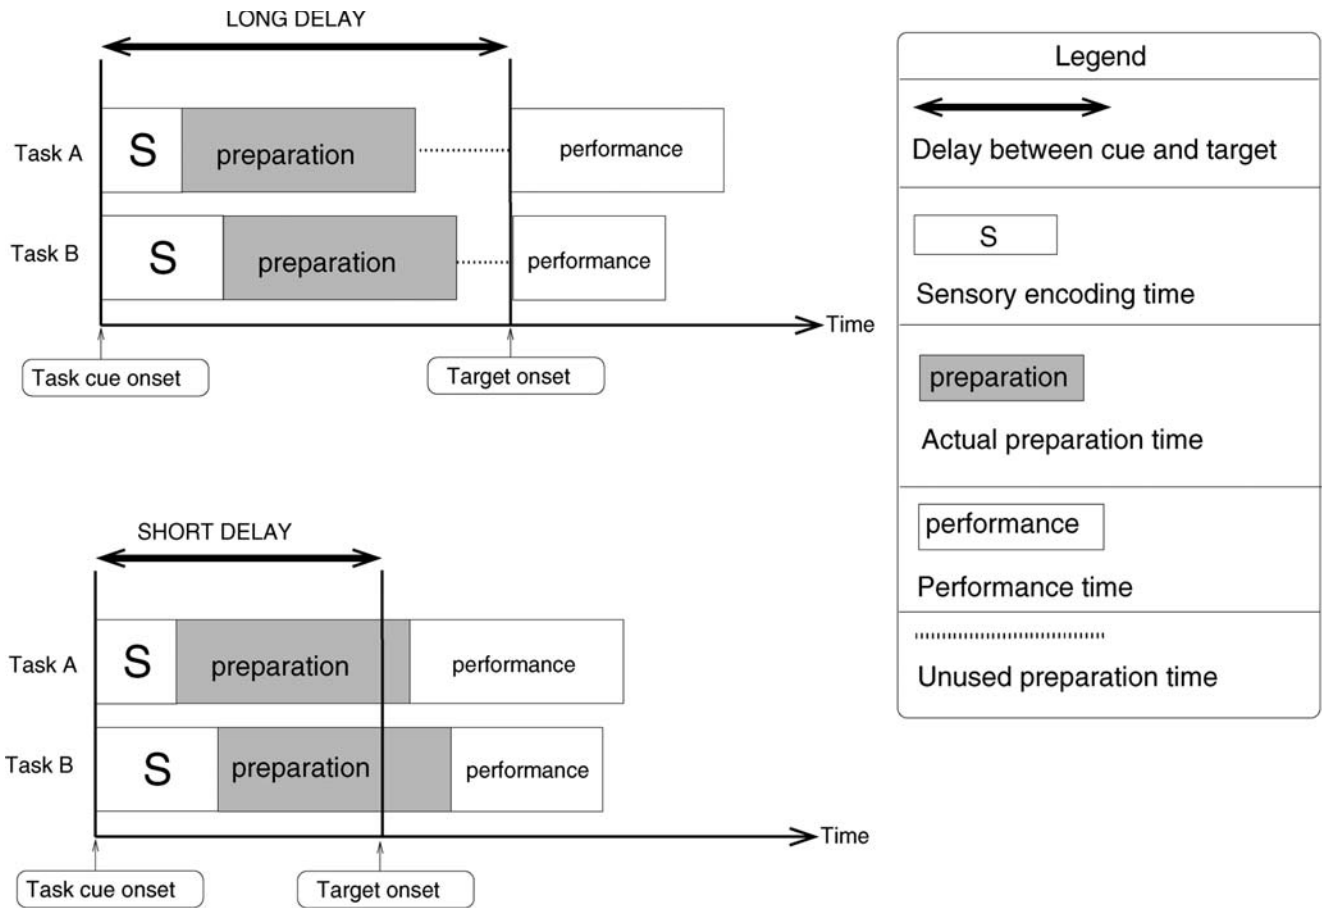 LONG DELAY
Task A
S
preparation
performance
Task B
S
preparation
performance
Time
Task cue onset
Target onset
SHORT DELAY
Task A
S
preparation
performance
Task B
S
preparation
performance
Time
Task cue onset
Target onset
Legend
Delay between cue and target
S
Sensory encoding time
preparation
Actual preparation time
performance
Performance time
Unused preparation time